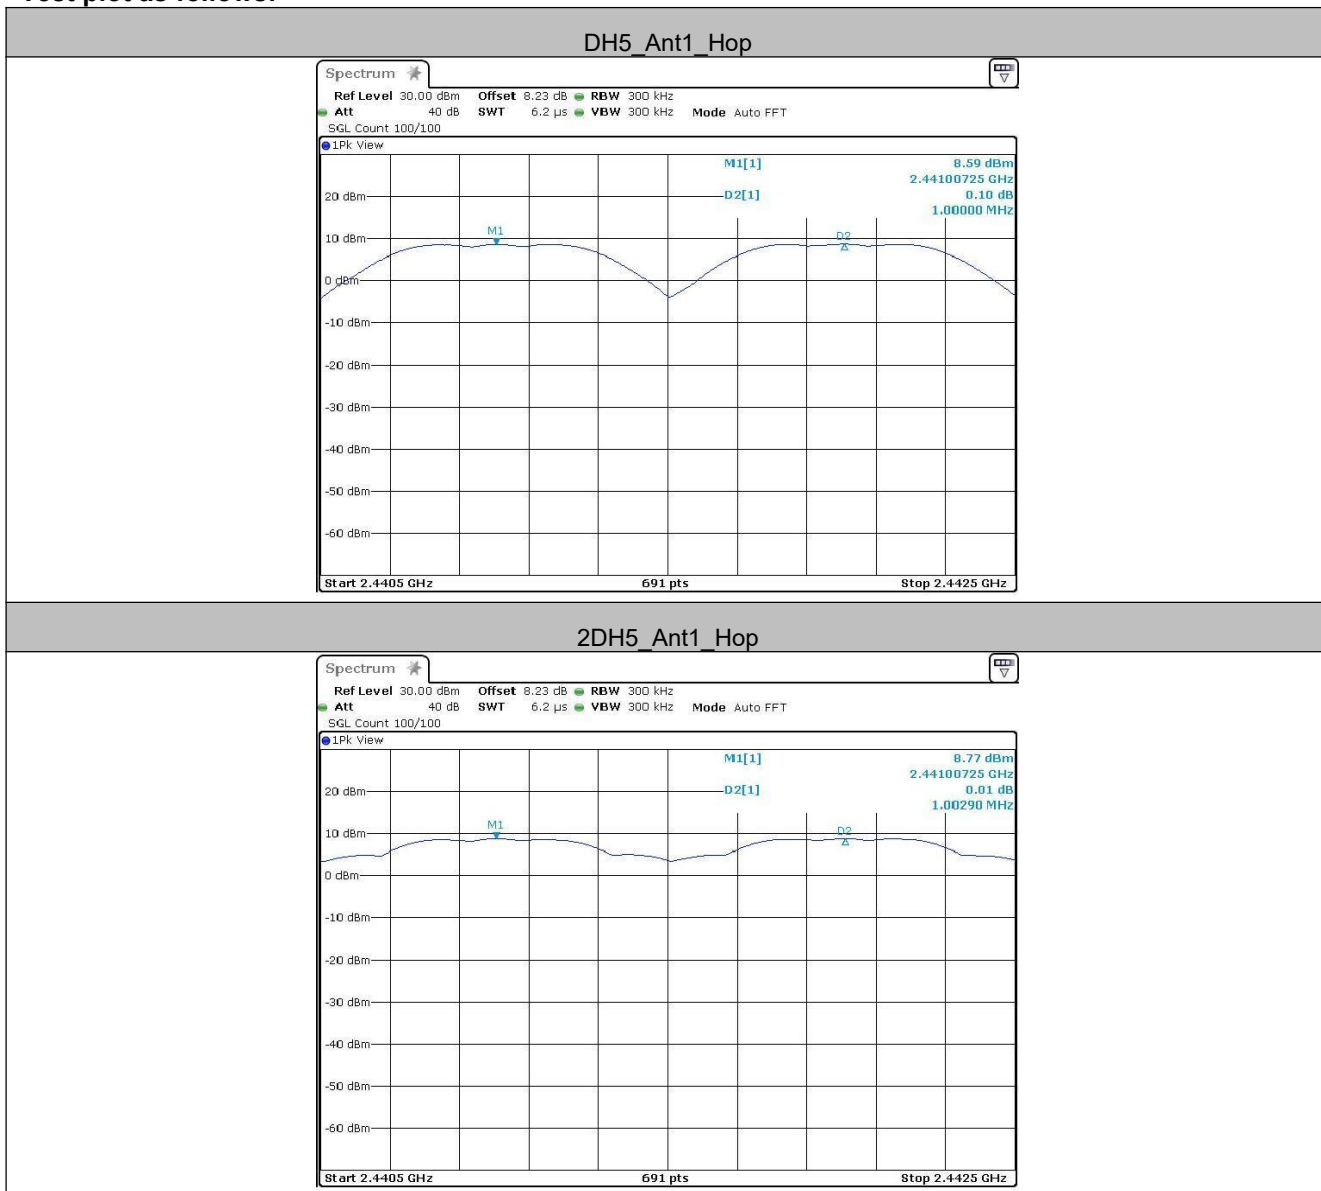 Test plot as follows:
DH5_Ant1_Hop
Spectrum
Ref Level 30.00 dBm Offset 8.23 dB RBW 300 kHz
Att 40 dB SWT 6.2 µs VBW 300 kHz Mode Auto FFT
SGL Count 100/100
1Pk View
M1[1] 8.59 dBm
2.44100725 GHz
20 dBm D2[1] 0.10 dB
1.00000 MHz
M1
10 dBm D2
0 dBm
-10 dBm
-20 dBm
-30 dBm
-40 dBm
-50 dBm
-60 dBm
Start 2.4405 GHz 691 pts Stop 2.4425 GHz
2DH5_Ant1_Hop
Spectrum
Ref Level 30.00 dBm Offset 8.23 dB RBW 300 kHz
Att 40 dB SWT 6.2 µs VBW 300 kHz Mode Auto FFT
SGL Count 100/100
1Pk View
M1[1] 8.77 dBm
2.44100725 GHz
20 dBm D2[1] 0.01 dB
1.00290 MHz
M1
10 dBm D2
0 dBm
-10 dBm
-20 dBm
-30 dBm
-40 dBm
-50 dBm
-60 dBm
Start 2.4405 GHz 691 pts Stop 2.4425 GHz